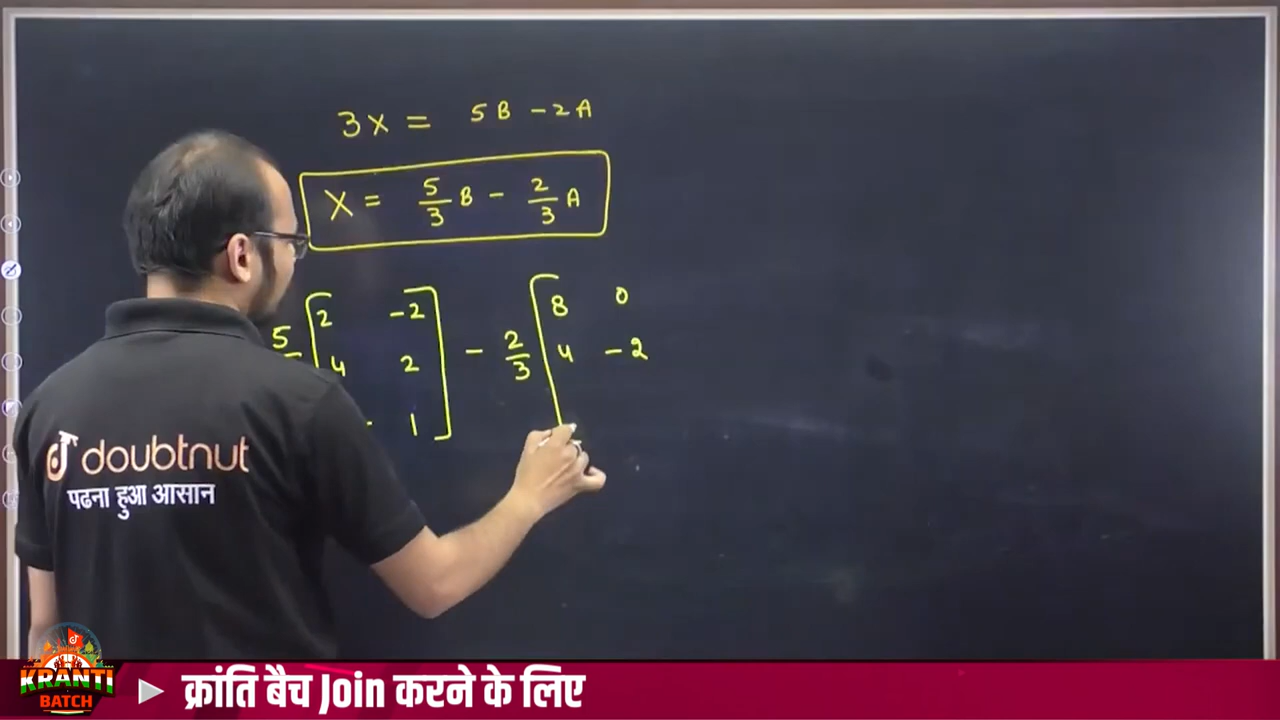 3X = 5B - 2A
X = 5/3 B - 2/3 A
5 [2 -2] - 2/3 [8 0
4 2 4 -2
1
doubtnut
पढना हुआ आसान
KRANTI
BATCH
क्रांति बैच Join करने के लिए